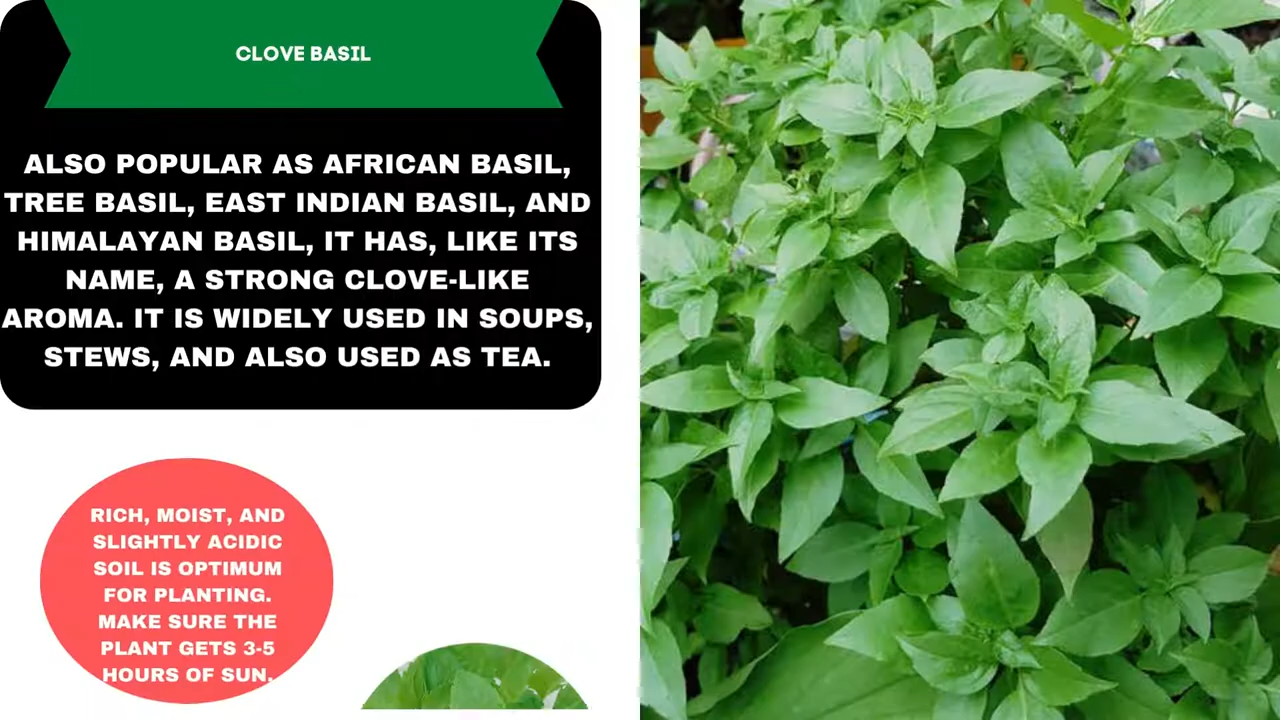 CLOVE BASIL
ALSO POPULAR AS AFRICAN BASIL,
TREE BASIL, EAST INDIAN BASIL, AND
HIMALAYAN BASIL, IT HAS, LIKE ITS
NAME, A STRONG CLOVE-LIKE
AROMA. IT IS WIDELY USED IN SOUPS,
STEWS, AND ALSO USED AS TEA.
RICH, MOIST, AND
SLIGHTLY ACIDIC
SOIL IS OPTIMUM
FOR PLANTING.
MAKE SURE THE
PLANT GETS 3-5
HOURS OF SUN.